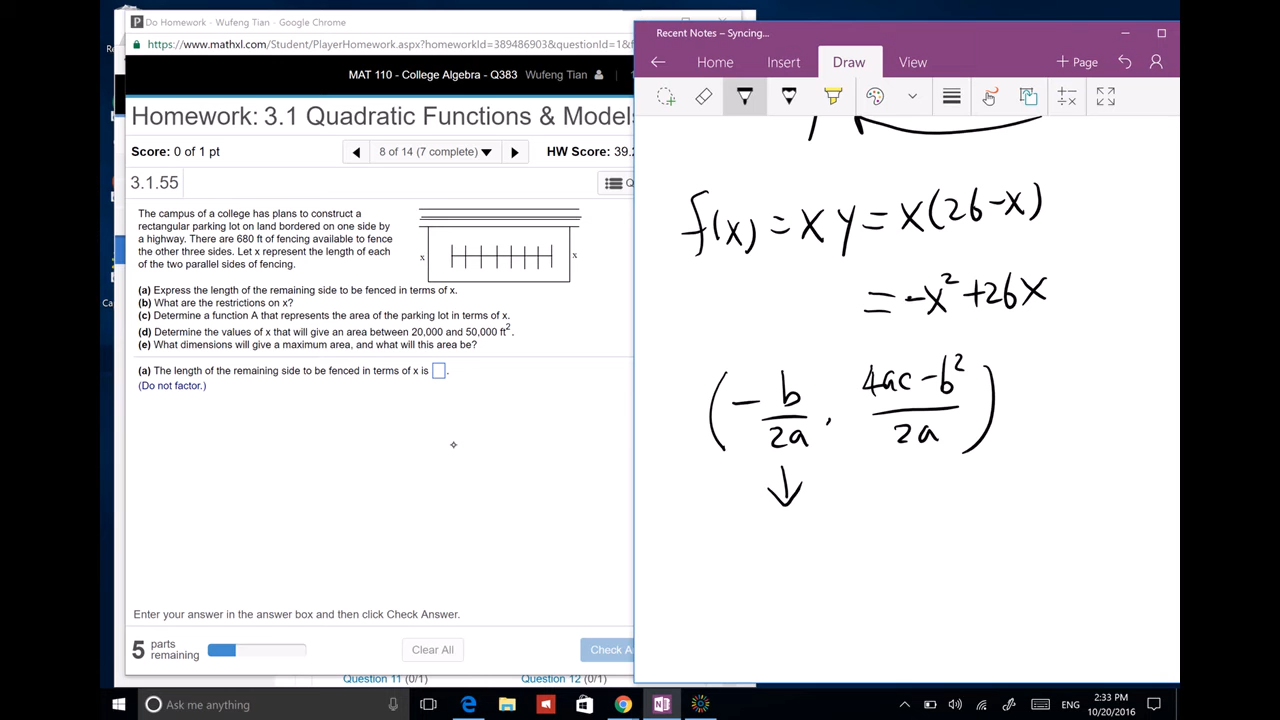 Do Homework - Wufeng Tian - Google Chrome
https://www.mathxl.com/Student/PlayerHomework.aspx?homeworkId=389486903&questionId=1&f
MAT 110 - College Algebra - Q383 Wufeng Tian
Homework: 3.1 Quadratic Functions & Models
Score: 0 of 1 pt
8 of 14 (7 complete)
HW Score: 39.2
3.1.55
The campus of a college has plans to construct a
rectangular parking lot on land bordered on one side by
a highway. There are 680 ft of fencing available to fence
the other three sides. Let x represent the length of each
of the two parallel sides of fencing.
x
x
(a) Express the length of the remaining side to be fenced in terms of x.
(b) What are the restrictions on x?
(c) Determine a function A that represents the area of the parking lot in terms of x.
(d) Determine the values of x that will give an area between 20,000 and 50,000 ft².
(e) What dimensions will give a maximum area, and what will this area be?
(a) The length of the remaining side to be fenced in terms of x is .
(Do not factor.)
Enter your answer in the answer box and then click Check Answer.
5 parts
remaining
Clear All
Check A
Question 11 (0/1)
Question 12 (0/1)
Recent Notes – Syncing...
Home
Insert
Draw
View
+ Page
f(x) = x y = x(26-x)
= -x² + 26x
(- b/2a , 4ac - b²/2a)
Ask me anything
ENG
2:33 PM
10/20/2016